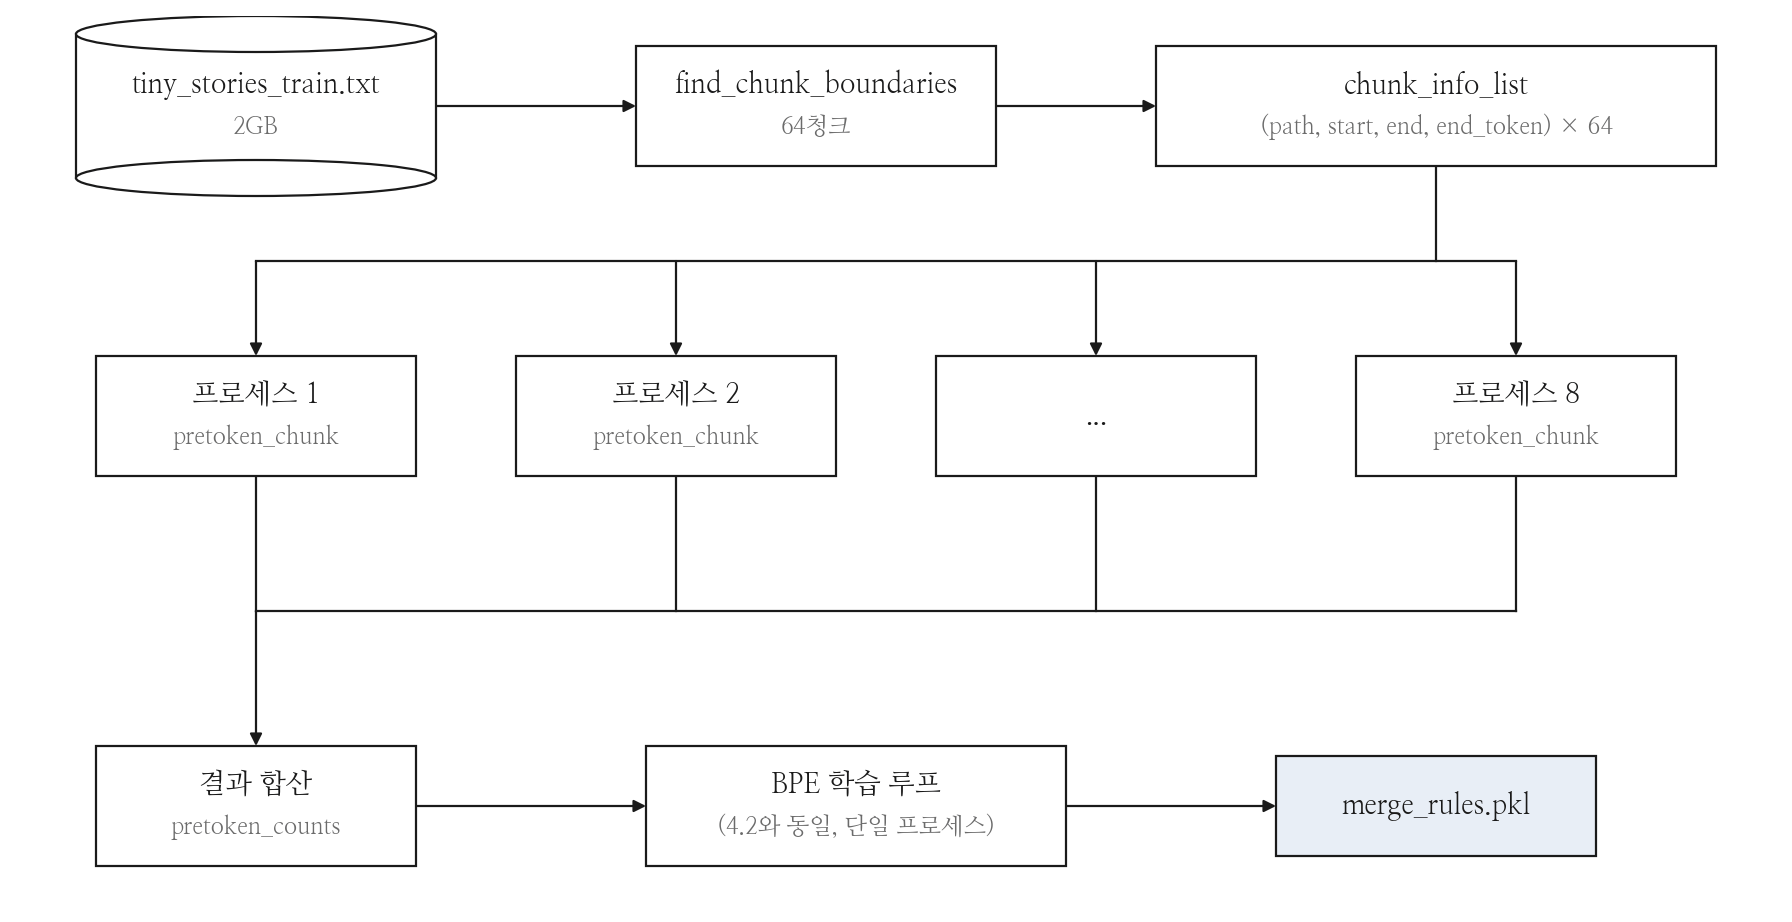 tiny_stories_train.txt
2GB
find_chunk_boundaries
64청크
chunk_info_list
(path, start, end, end_token) × 64
프로세스 1
pretoken_chunk
프로세스 2
pretoken_chunk
...
프로세스 8
pretoken_chunk
결과 합산
pretoken_counts
BPE 학습 루프
(4.2와 동일, 단일 프로세스)
merge_rules.pkl